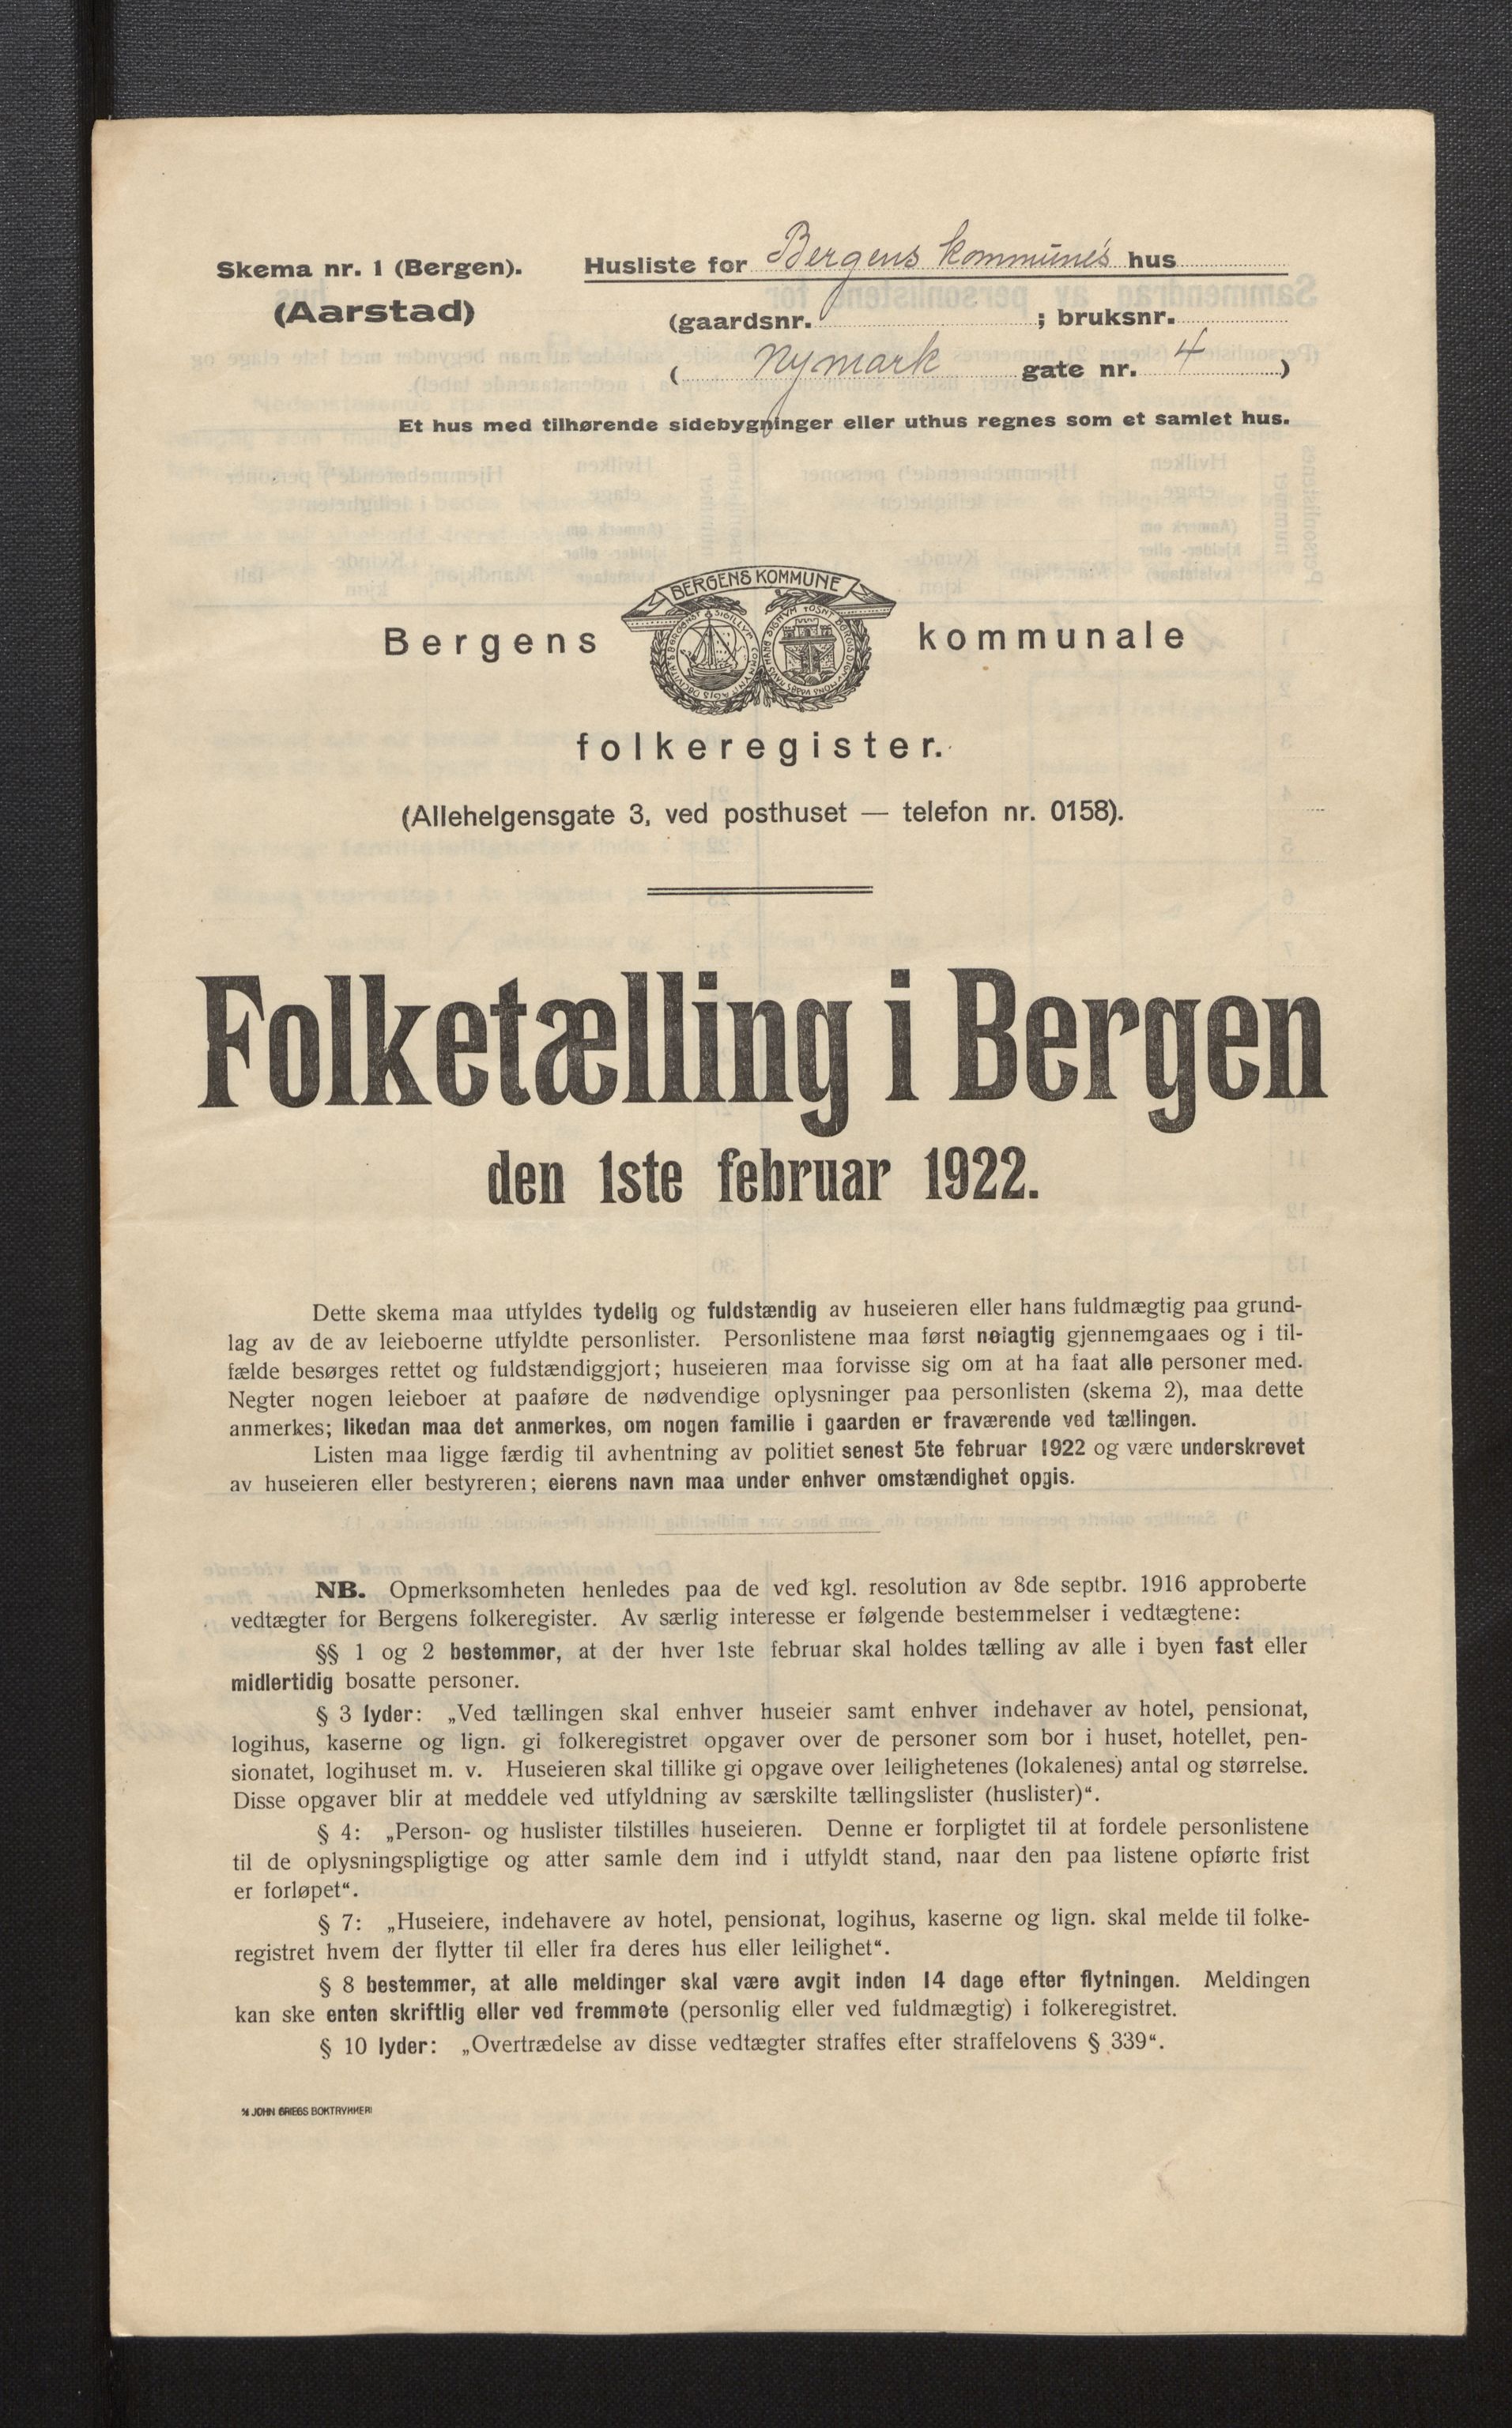 Skema nr. 1 (Bergen).
(Aarstad)
Husliste for Bergens kommunes hus
(gaardsnr. ; bruksnr.
( Nymark gate nr. 4 )
Et hus med tilhørende sidebygninger eller uthus regnes som et samlet hus.
BERGENS KOMMUNE
Bergens kommunale
folkeregister.
(Allehelgensgate 3, ved posthuset — telefon nr. 0158).
Folketælling i Bergen
den 1ste februar 1922.
Dette skema maa utfyldes tydelig og fuldstændig av huseieren eller hans fuldmægtig paa grund-
lag av de av leieboerne utfyldte personlister. Personlistene maa først nøiagtig gjennemgaaes og i til-
fælde besørges rettet og fuldstændiggjort; huseieren maa forvisse sig om at ha faat alle personer med.
Negter nogen leieboer at paaføre de nødvendige oplysninger paa personlisten (skema 2), maa dette
anmerkes; likedan maa det anmerkes, om nogen familie i gaarden er fraværende ved tællingen.
Listen maa ligge færdig til avhentning av politiet senest 5te februar 1922 og være underskrevet
av huseieren eller bestyreren; eierens navn maa under enhver omstændighet opgis.
NB. Opmerksomheten henledes paa de ved kgl. resolution av 8de septbr. 1916 approberte
vedtægter for Bergens folkeregister. Av særlig interesse er følgende bestemmelser i vedtægtene:
§§ 1 og 2 bestemmer, at der hver 1ste februar skal holdes tælling av alle i byen fast eller
midlertidig bosatte personer.
§ 3 lyder: „Ved tællingen skal enhver huseier samt enhver indehaver av hotel, pensionat,
logihus, kaserne og lign. gi folkeregistret opgaver over de personer som bor i huset, hotellet, pen-
sionatet, logihuset m. v. Huseieren skal tillike gi opgave over leilighetenes (lokalenes) antal og størrelse.
Disse opgaver blir at meddele ved utfyldning av særskilte tællingslister (huslister)“.
§ 4: „Person- og huslister tilstilles huseieren. Denne er forpligtet til at fordele personlistene
til de oplysningspligtige og atter samle dem ind i utfyldt stand, naar den paa listene opførte frist
er forløpet“.
§ 7: „Huseiere, indehavere av hotel, pensionat, logihus, kaserne og lign. skal melde til folke-
registret hvem der flytter til eller fra deres hus eller leilighet“.
§ 8 bestemmer, at alle meldinger skal være avgit inden 14 dage efter flytningen. Meldingen
kan ske enten skriftlig eller ved fremmøte (personlig eller ved fuldmægtig) i folkeregistret.
§ 10 lyder: „Overtrædelse av disse vedtægter straffes efter straffelovens § 339“.
JOHN GRIEGS BOKTRYKKERI